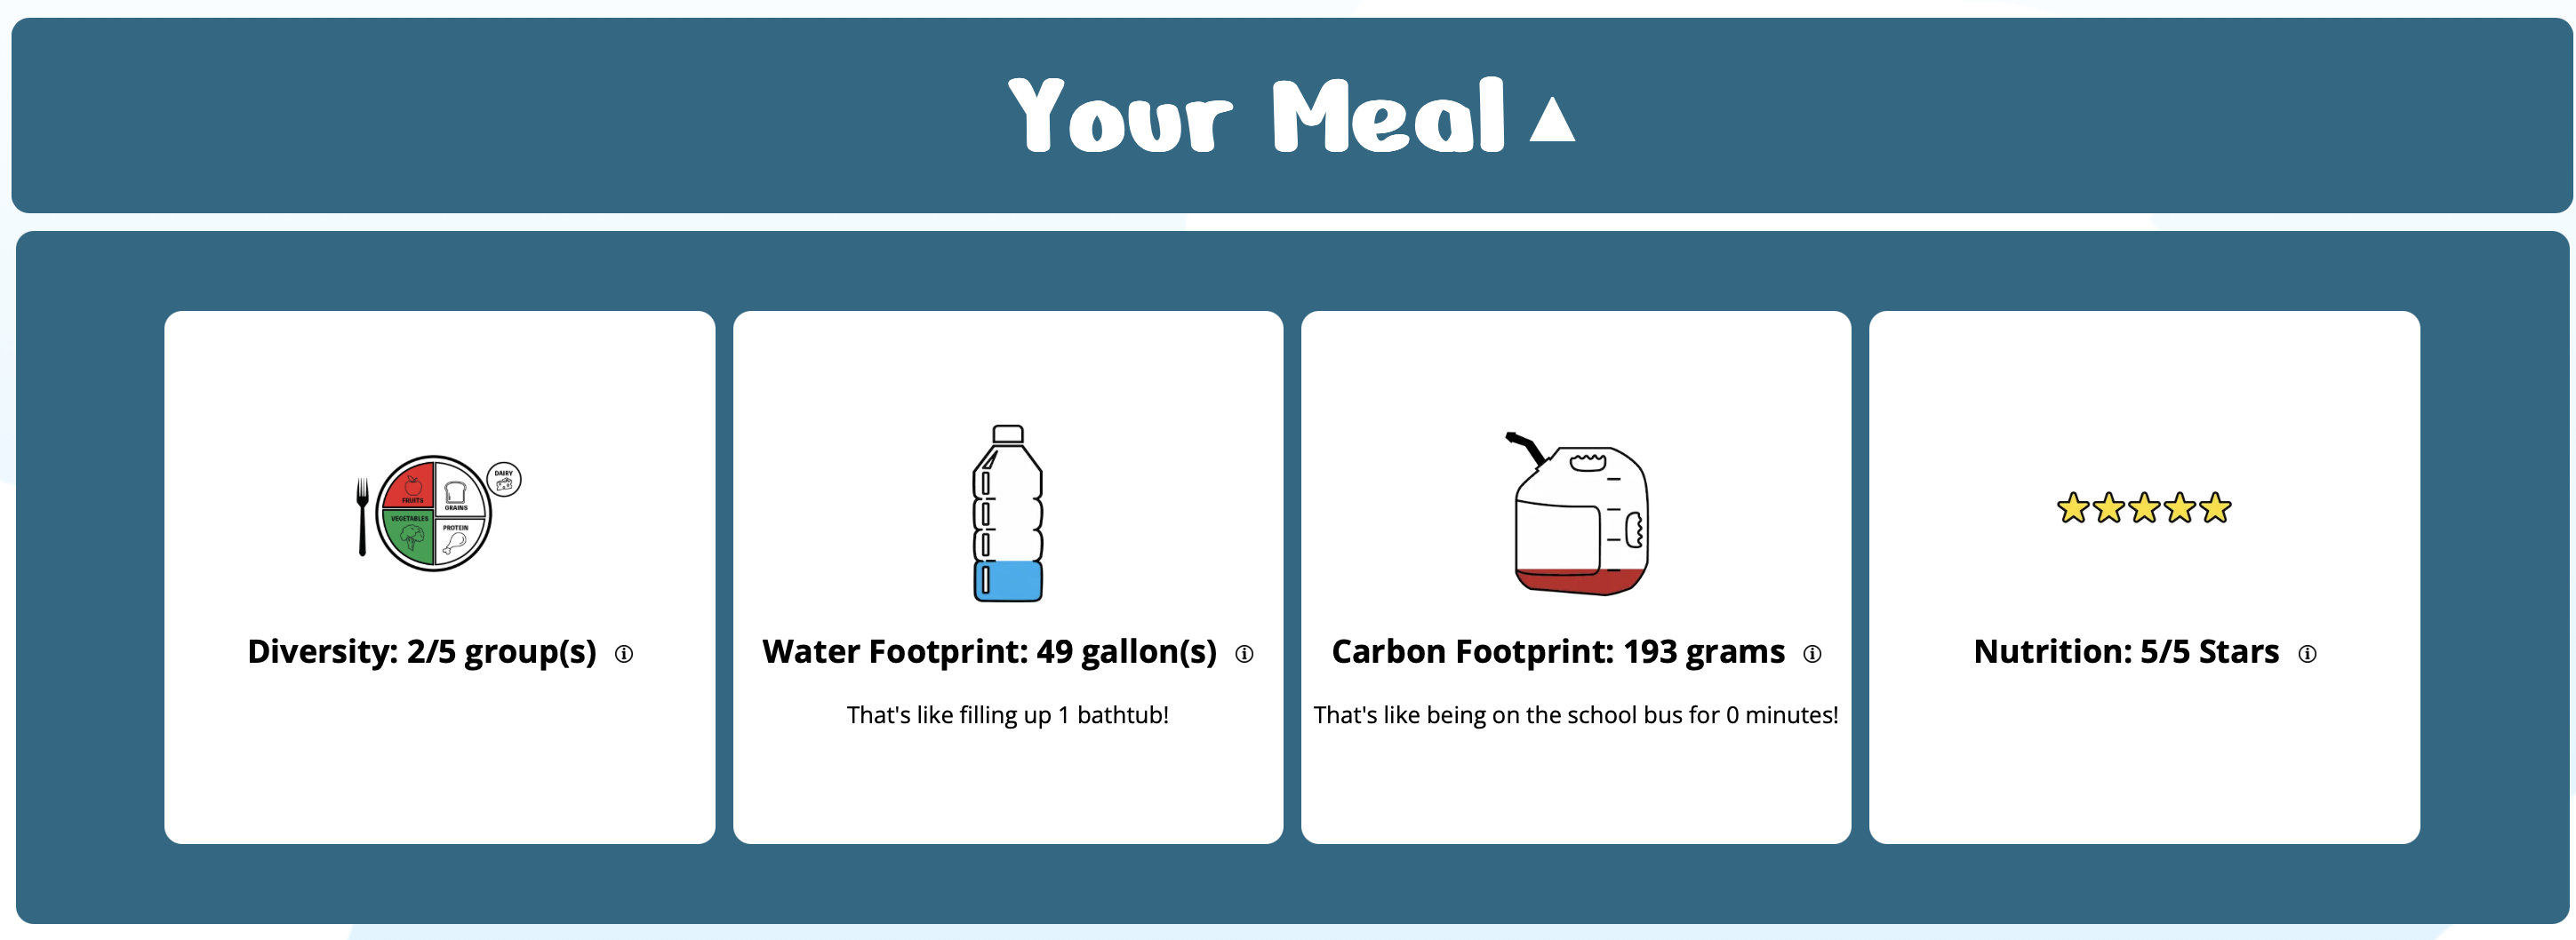 Your Meal ▲
DAIRY
FRUITS
GRAINS
VEGETABLES
PROTEIN
Diversity: 2/5 group(s) ⓘ
Water Footprint: 49 gallon(s) ⓘ
That's like filling up 1 bathtub!
Carbon Footprint: 193 grams ⓘ
That's like being on the school bus for 0 minutes!
Nutrition: 5/5 Stars ⓘ